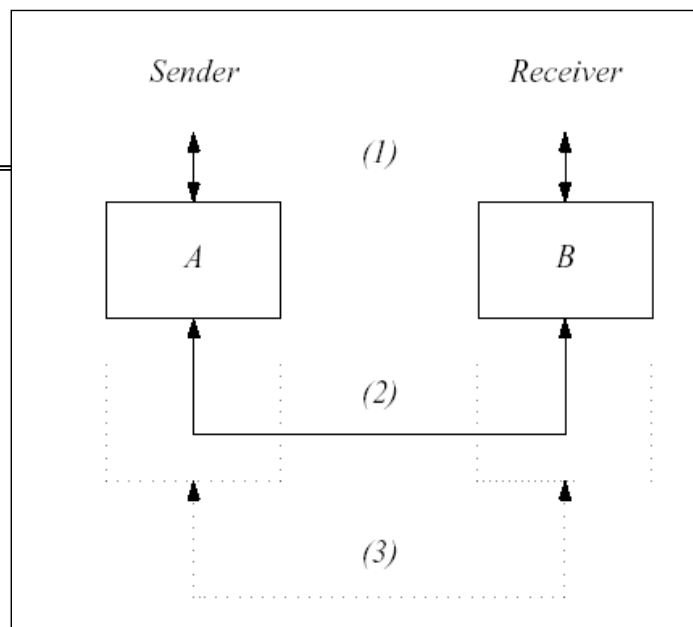 Sender Receiver
(1)
A B
(2)
(3)